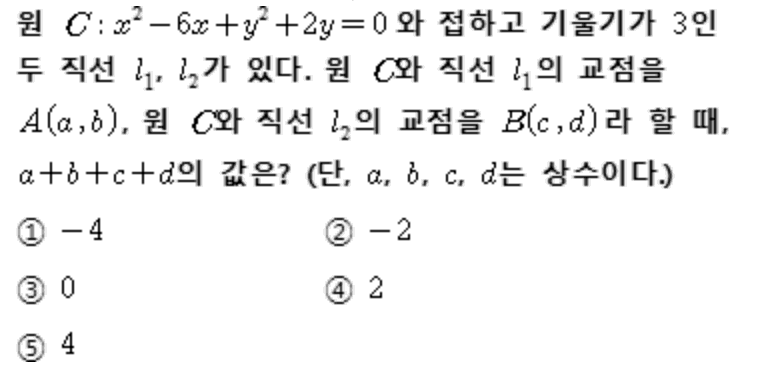 원 C : x² − 6x + y² + 2y = 0 와 접하고 기울기가 3인
두 직선 l₁, l₂가 있다. 원 C와 직선 l₁의 교점을
A(a, b), 원 C와 직선 l₂의 교점을 B(c, d)라 할 때,
a+b+c+d의 값은? (단, a, b, c, d는 상수이다.)
① −4 ② −2
③ 0 ④ 2
⑤ 4